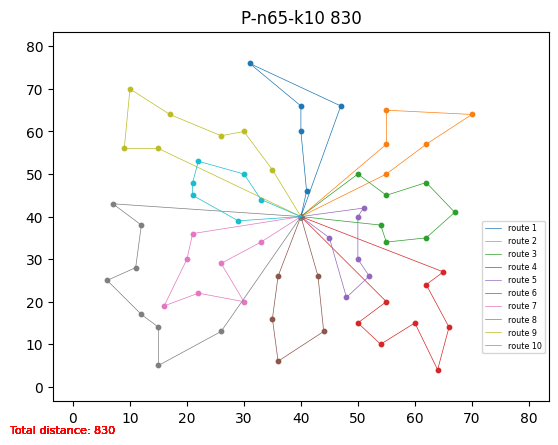 P-n65-k10 830
80
70
60
50
40
30
20
10
0
0 10 20 30 40 50 60 70 80
route 1
route 2
route 3
route 4
route 5
route 6
route 7
route 8
route 9
route 10
Total distance: 830